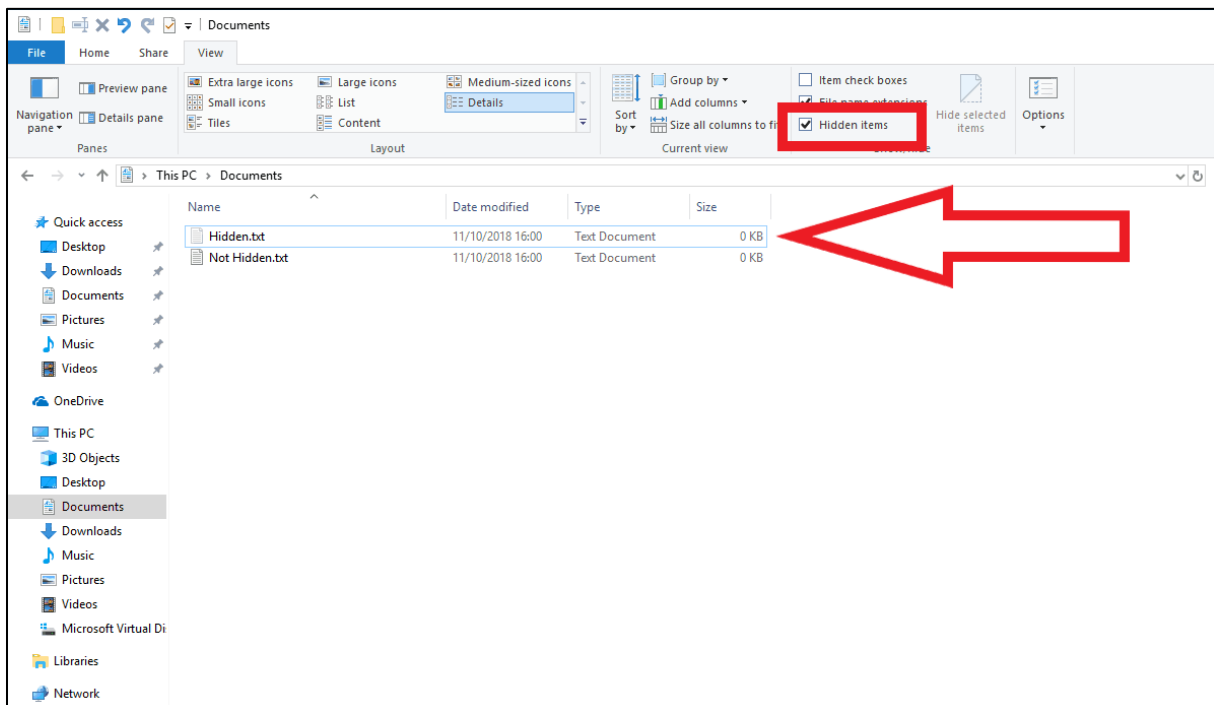 Documents
File Home Share View
Preview pane
Details pane
Navigation pane
Panes
Extra large icons Large icons Medium-sized icons
Small icons List Details
Tiles Content
Layout
Sort by
Group by
Add columns
Size all columns to fi
Current view
Item check boxes
File name extensions
Hidden items
Hide selected items
Options
This PC > Documents
Name Date modified Type Size
Hidden.txt 11/10/2018 16:00 Text Document 0 KB
Not Hidden.txt 11/10/2018 16:00 Text Document 0 KB
Quick access
Desktop
Downloads
Documents
Pictures
Music
Videos
OneDrive
This PC
3D Objects
Desktop
Documents
Downloads
Music
Pictures
Videos
Microsoft Virtual Di
Libraries
Network